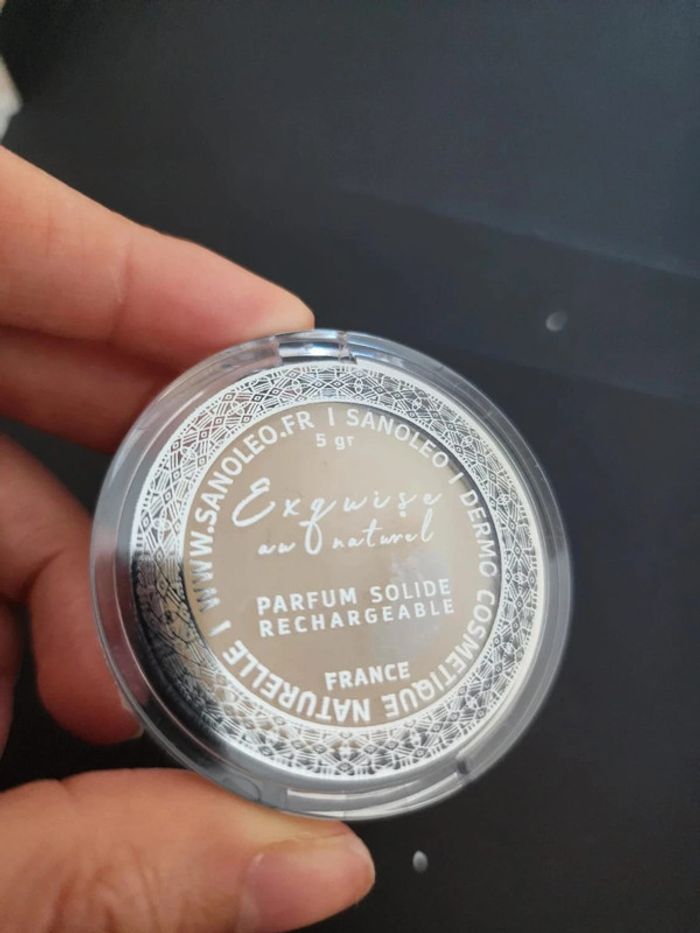 WWW.SANOLEO.FR | SANOLEO | DERMO COSMETIQUE NATURELLE |
5 gr
Exquise
au naturel
PARFUM SOLIDE
RECHARGEABLE
FRANCE